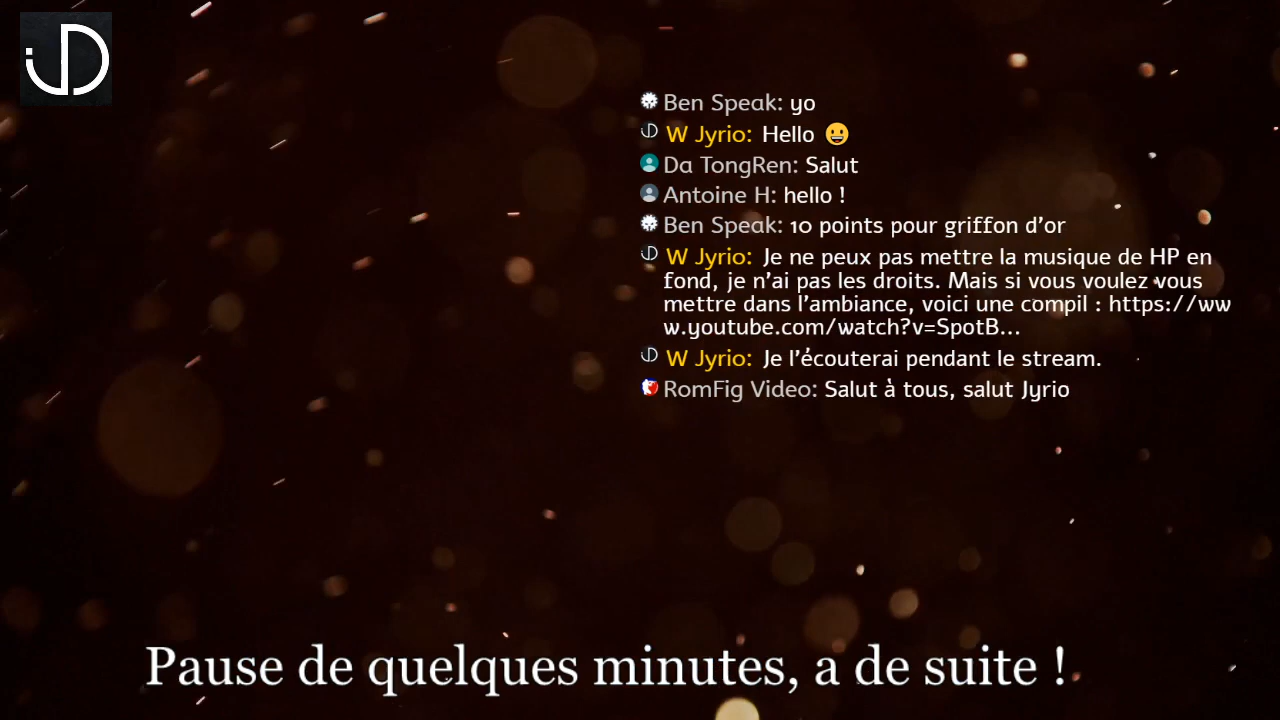 JD
Ben Speak: yo
W Jyrio: Hello 😀
Da TongRen: Salut
Antoine H: hello !
Ben Speak: 10 points pour griffon d'or
W Jyrio: Je ne peux pas mettre la musique de HP en
fond, je n'ai pas les droits. Mais si vous voulez vous
mettre dans l'ambiance, voici une compil : https://ww
w.youtube.com/watch?v=SpotB...
W Jyrio: Je l'écouterai pendant le stream.
RomFig Video: Salut à tous, salut Jyrio
Pause de quelques minutes, a de suite !